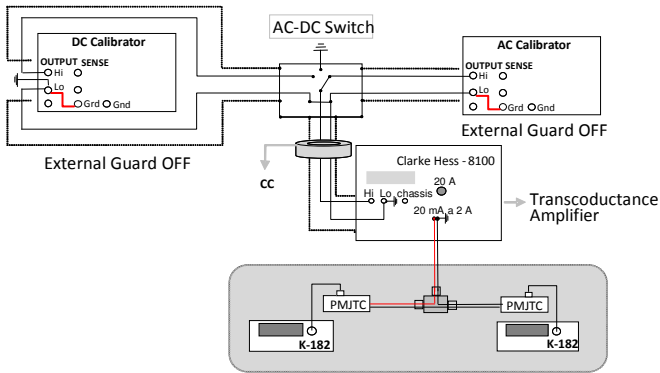 AC-DC Switch
DC Calibrator
OUTPUT SENSE
Hi
Lo
Grd Gnd
External Guard OFF
AC Calibrator
OUTPUT SENSE
Hi
Lo
Grd Gnd
External Guard OFF
CC
Clarke Hess - 8100
20 A
Hi Lo chassis
20 mA a 2 A
Transcoductance
Amplifier
PMJTC
K-182
PMJTC
K-182